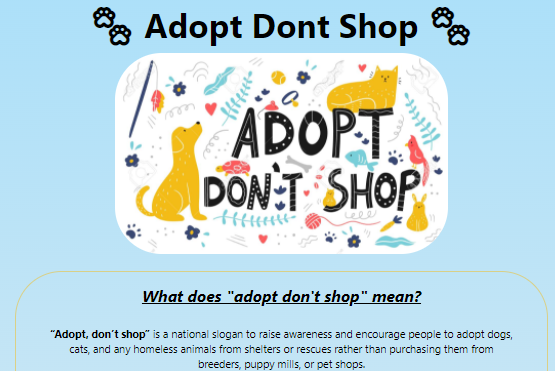 Adopt Dont Shop
ADOPT
DON'T SHOP
What does "adopt don't shop" mean?
“Adopt, don’t shop” is a national slogan to raise awareness and encourage people to adopt dogs,
cats, and any homeless animals from shelters or rescues rather than purchasing them from
breeders, puppy mills, or pet shops.